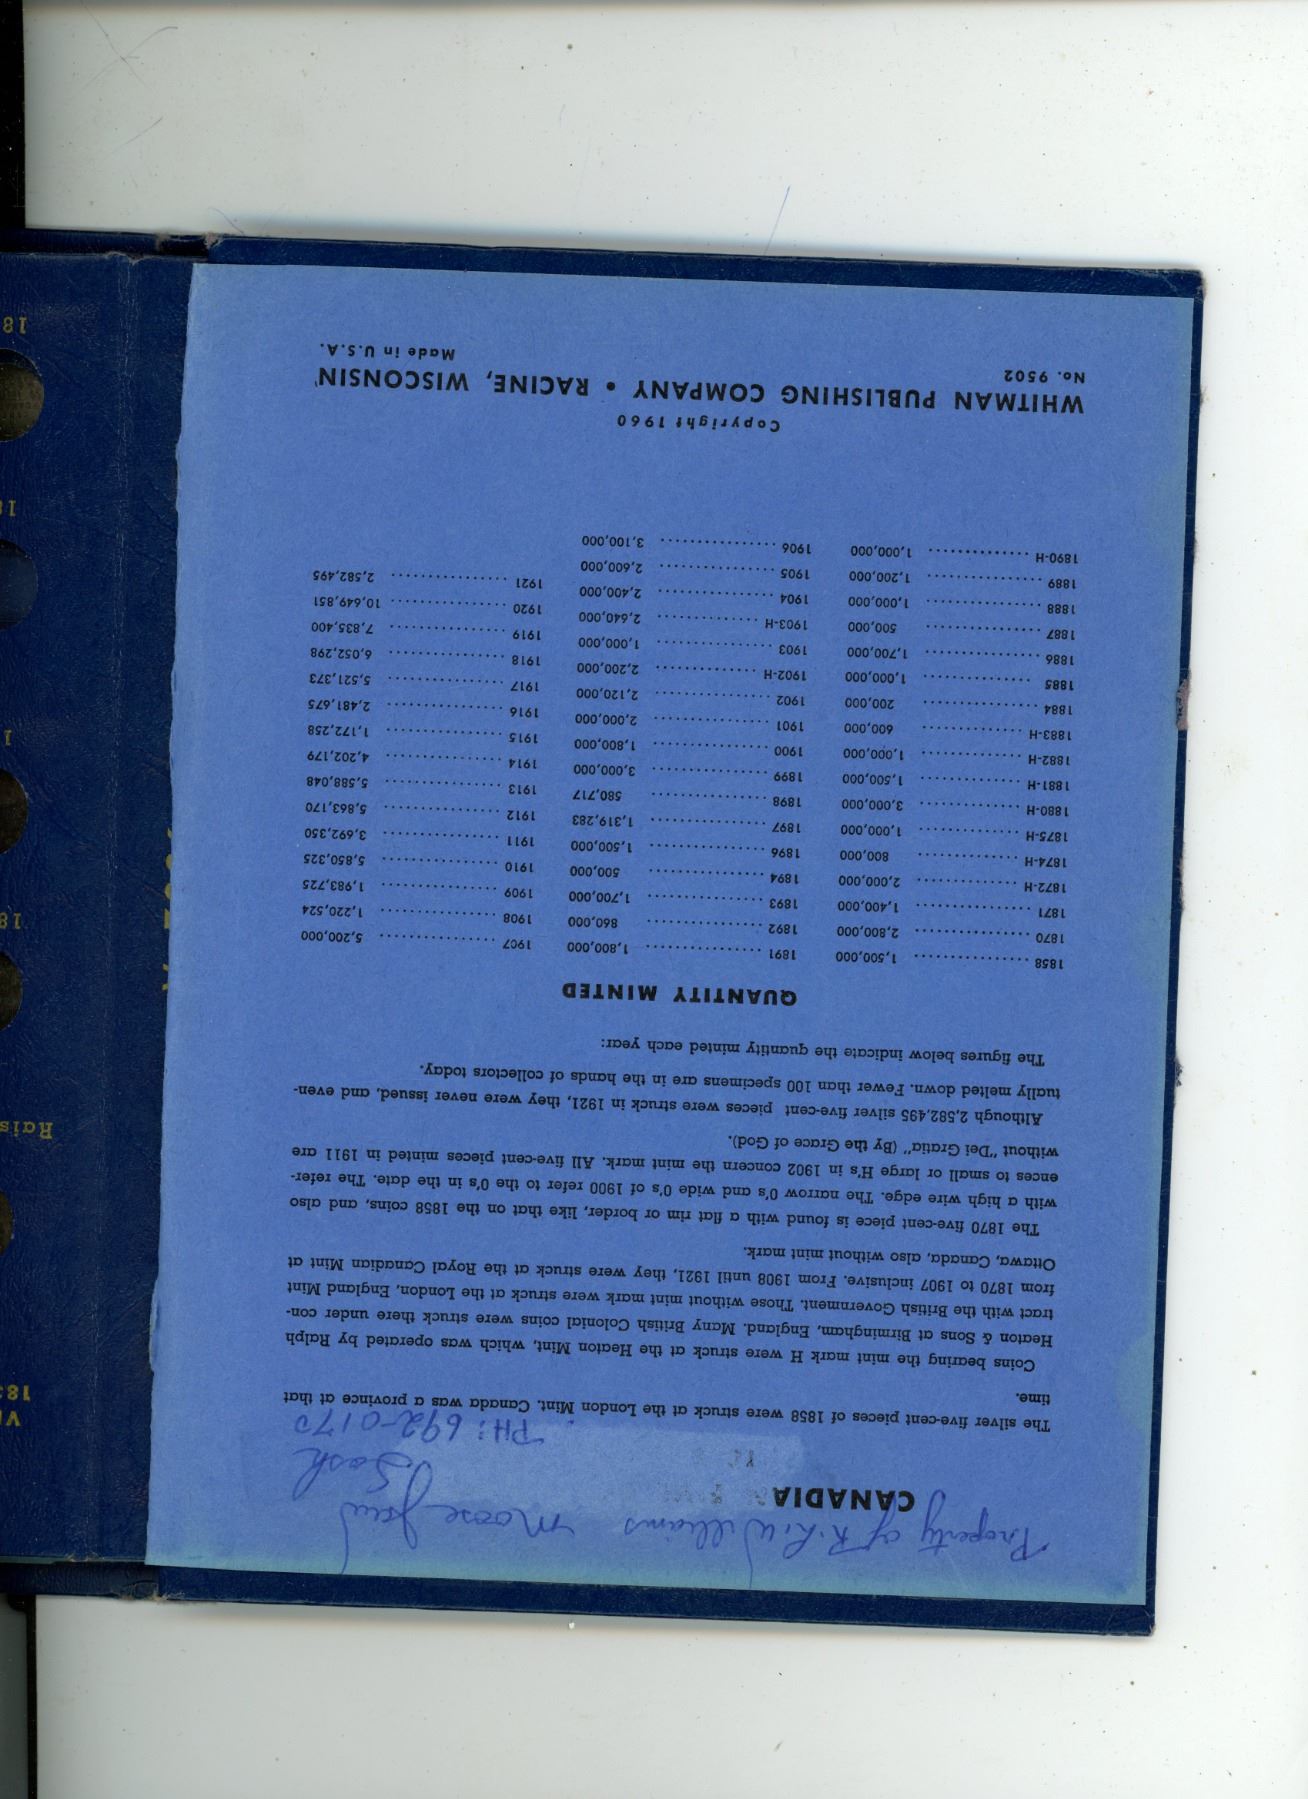 Property of R. L. Williams Moose Jaw
Sask
PH: 692-0170
CANADIA
The silver five-cent pieces of 1858 were struck at the London Mint. Canada was a province at that
time.
Coins bearing the mint mark H were struck at the Heaton Mint, which was operated by Ralph
Heaton & Sons at Birmingham, England. Many British Colonial coins were struck there under con-
tract with the British Government. Those without mint mark were struck at the London, England Mint
from 1870 to 1907 inclusive. From 1908 until 1921, they were struck at the Royal Canadian Mint at
Ottawa, Canada, also without mint mark.
The 1870 five-cent piece is found with a flat rim or border, like that on the 1858 coins, and also
with a high wire edge. The narrow 0's and wide 0's of 1900 refer to the 0's in the date. The refer-
ences to small or large H's in 1902 concern the mint mark. All five-cent pieces minted in 1911 are
without "Dei Gratia" (By the Grace of God).
Although 2,582,495 silver five-cent pieces were struck in 1921, they were never issued, and even-
tually melted down. Fewer than 100 specimens are in the hands of collectors today.
The figures below indicate the quantity minted each year:
QUANTITY MINTED
1858 ................ 1,500,000
1870 ................ 2,800,000
1871 ................ 1,400,000
1872-H .............. 2,000,000
1874-H .............. 800,000
1875-H .............. 1,000,000
1880-H .............. 3,000,000
1881-H .............. 1,500,000
1882-H .............. 1,000,000
1883-H .............. 600,000
1884 ................ 200,000
1885 ................ 1,000,000
1886 ................ 1,700,000
1887 ................ 500,000
1888 ................ 1,000,000
1889 ................ 1,200,000
1890-H .............. 1,000,000
1891 ................ 1,800,000
1892 ................ 860,000
1893 ................ 1,700,000
1894 ................ 500,000
1896 ................ 1,500,000
1897 ................ 1,319,283
1898 ................ 580,717
1899 ................ 3,000,000
1900 ................ 1,800,000
1901 ................ 2,000,000
1902 ................ 2,120,000
1902-H .............. 2,200,000
1903 ................ 1,000,000
1903-H .............. 2,640,000
1904 ................ 2,400,000
1905 ................ 2,600,000
1906 ................ 3,100,000
1907 ................ 5,200,000
1908 ................ 1,220,524
1909 ................ 1,983,725
1910 ................ 5,850,325
1911 ................ 3,692,350
1912 ................ 5,863,170
1913 ................ 5,588,048
1914 ................ 4,202,179
1915 ................ 1,172,258
1916 ................ 2,481,675
1917 ................ 5,521,373
1918 ................ 6,052,298
1919 ................ 7,835,400
1920 ................ 10,649,851
1921 ................ 2,582,495
Copyright 1960
WHITMAN PUBLISHING COMPANY • RACINE, WISCONSIN
No. 9502 Made in U.S.A.
Rais